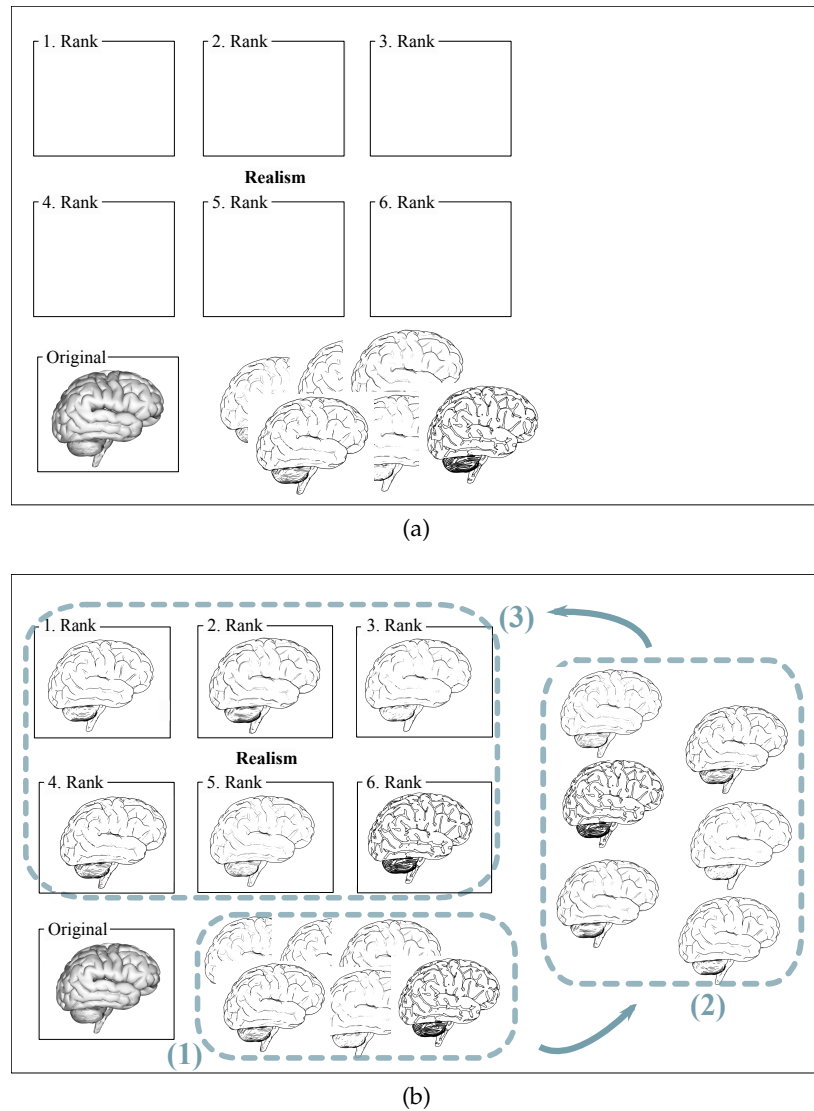 1. Rank
2. Rank
3. Rank
Realism
4. Rank
5. Rank
6. Rank
Original
(a)
1. Rank
2. Rank
3. Rank
(3)
Realism
4. Rank
5. Rank
6. Rank
Original
(1)
(2)
(b)